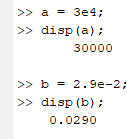 >> a = 3e4;
>> disp(a);
30000
>> b = 2.9e-2;
>> disp(b);
0.0290